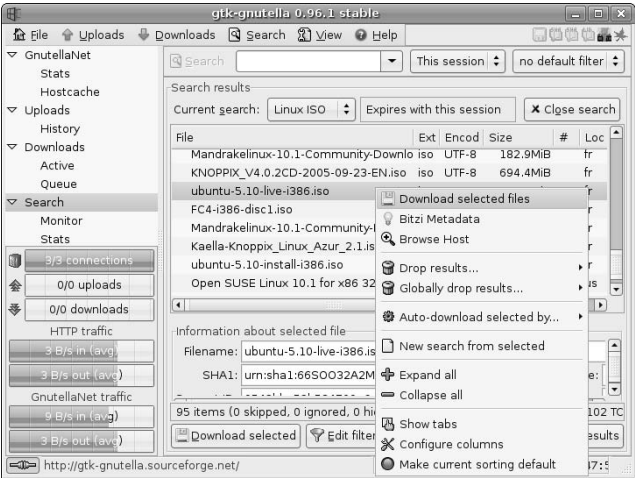 gtk-gnutella 0.96.1 stable
File Uploads Downloads Search View Help
GnutellaNet
Stats
Hostcache
Uploads
History
Downloads
Active
Queue
Search
Monitor
Stats
3/3 connections
0/0 uploads
0/0 downloads
HTTP traffic
3 B/s in (avg)
3 B/s out (avg)
GnutellaNet traffic
9 B/s in (avg)
3 B/s out (avg)
Search This session no default filter
Search results
Current search: Linux ISO Expires with this session Close search
File Ext Encod Size # Loc
Mandrakelinux-10.1-Community-Downlo iso UTF-8 182.9MiB fr
KNOPPIX_V4.0.2CD-2005-09-23-EN.iso iso UTF-8 694.4MiB fr
ubuntu-5.10-live-i386.iso fr
FC4-i386-disc1.iso
Mandrakelinux-10.1-Community-
Kaella-Knoppix_Linux_Azur_2.1.is
ubuntu-5.10-install-i386.iso
Open SUSE Linux 10.1 for x86 32
Download selected files
Bitzi Metadata
Browse Host
Drop results...
Globally drop results...
Auto-download selected by...
New search from selected
Expand all
Collapse all
Show tabs
Configure columns
Make current sorting default
Information about selected file
Filename: ubuntu-5.10-live-i386.is
SHA1: urn:sha1:66SOO32A2M
95 items (0 skipped, 0 ignored, 0 hi
Download selected Edit filter
http://gtk-gnutella.sourceforge.net/